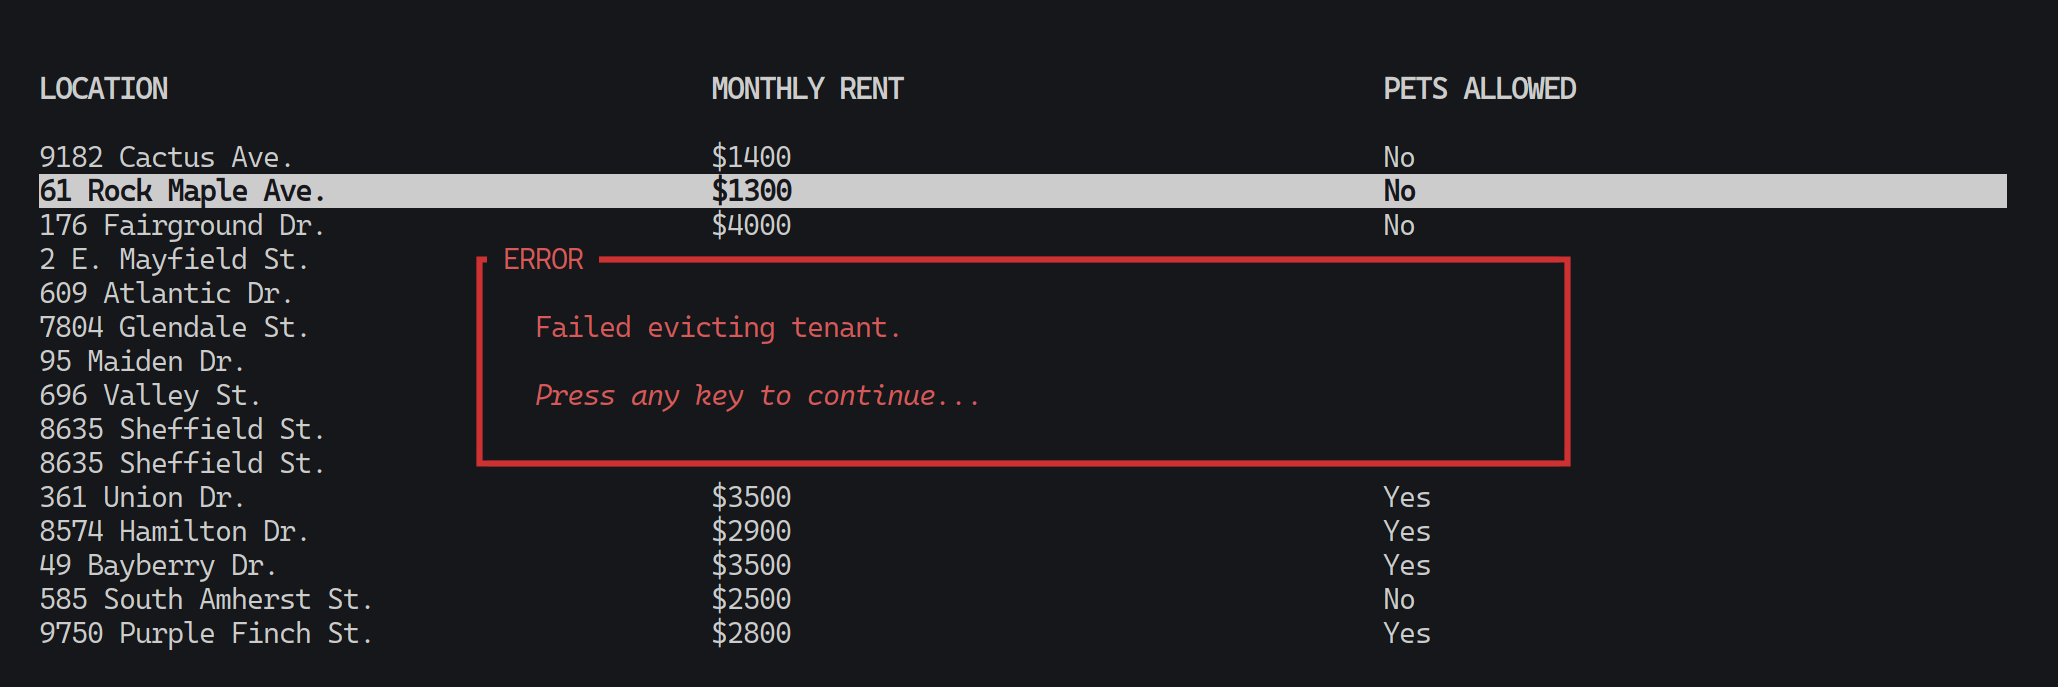 LOCATION MONTHLY RENT PETS ALLOWED
9182 Cactus Ave. $1400 No
61 Rock Maple Ave. $1300 No
176 Fairground Dr. $4000 No
2 E. Mayfield St. ERROR
609 Atlantic Dr.
7804 Glendale St. Failed evicting tenant.
95 Maiden Dr.
696 Valley St. Press any key to continue...
8635 Sheffield St.
8635 Sheffield St.
361 Union Dr. $3500 Yes
8574 Hamilton Dr. $2900 Yes
49 Bayberry Dr. $3500 Yes
585 South Amherst St. $2500 No
9750 Purple Finch St. $2800 Yes